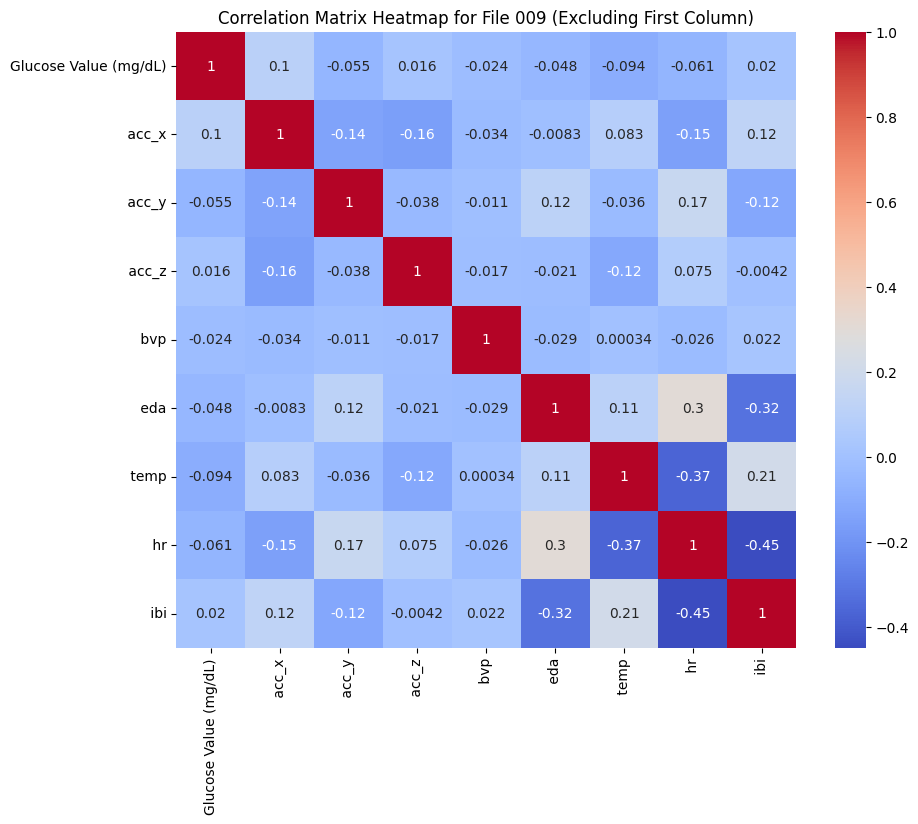 Correlation Matrix Heatmap for File 009 (Excluding First Column)
Glucose Value (mg/dL) 1 0.1 -0.055 0.016 -0.024 -0.048 -0.094 -0.061 0.02
acc_x 0.1 1 -0.14 -0.16 -0.034 -0.0083 0.083 -0.15 0.12
acc_y -0.055 -0.14 1 -0.038 -0.011 0.12 -0.036 0.17 -0.12
acc_z 0.016 -0.16 -0.038 1 -0.017 -0.021 -0.12 0.075 -0.0042
bvp -0.024 -0.034 -0.011 -0.017 1 -0.029 0.00034 -0.026 0.022
eda -0.048 -0.0083 0.12 -0.021 -0.029 1 0.11 0.3 -0.32
temp -0.094 0.083 -0.036 -0.12 0.00034 0.11 1 -0.37 0.21
hr -0.061 -0.15 0.17 0.075 -0.026 0.3 -0.37 1 -0.45
ibi 0.02 0.12 -0.12 -0.0042 0.022 -0.32 0.21 -0.45 1
Glucose Value (mg/dL) acc_x acc_y acc_z bvp eda temp hr ibi
1.0
0.8
0.6
0.4
0.2
0.0
−0.2
−0.4